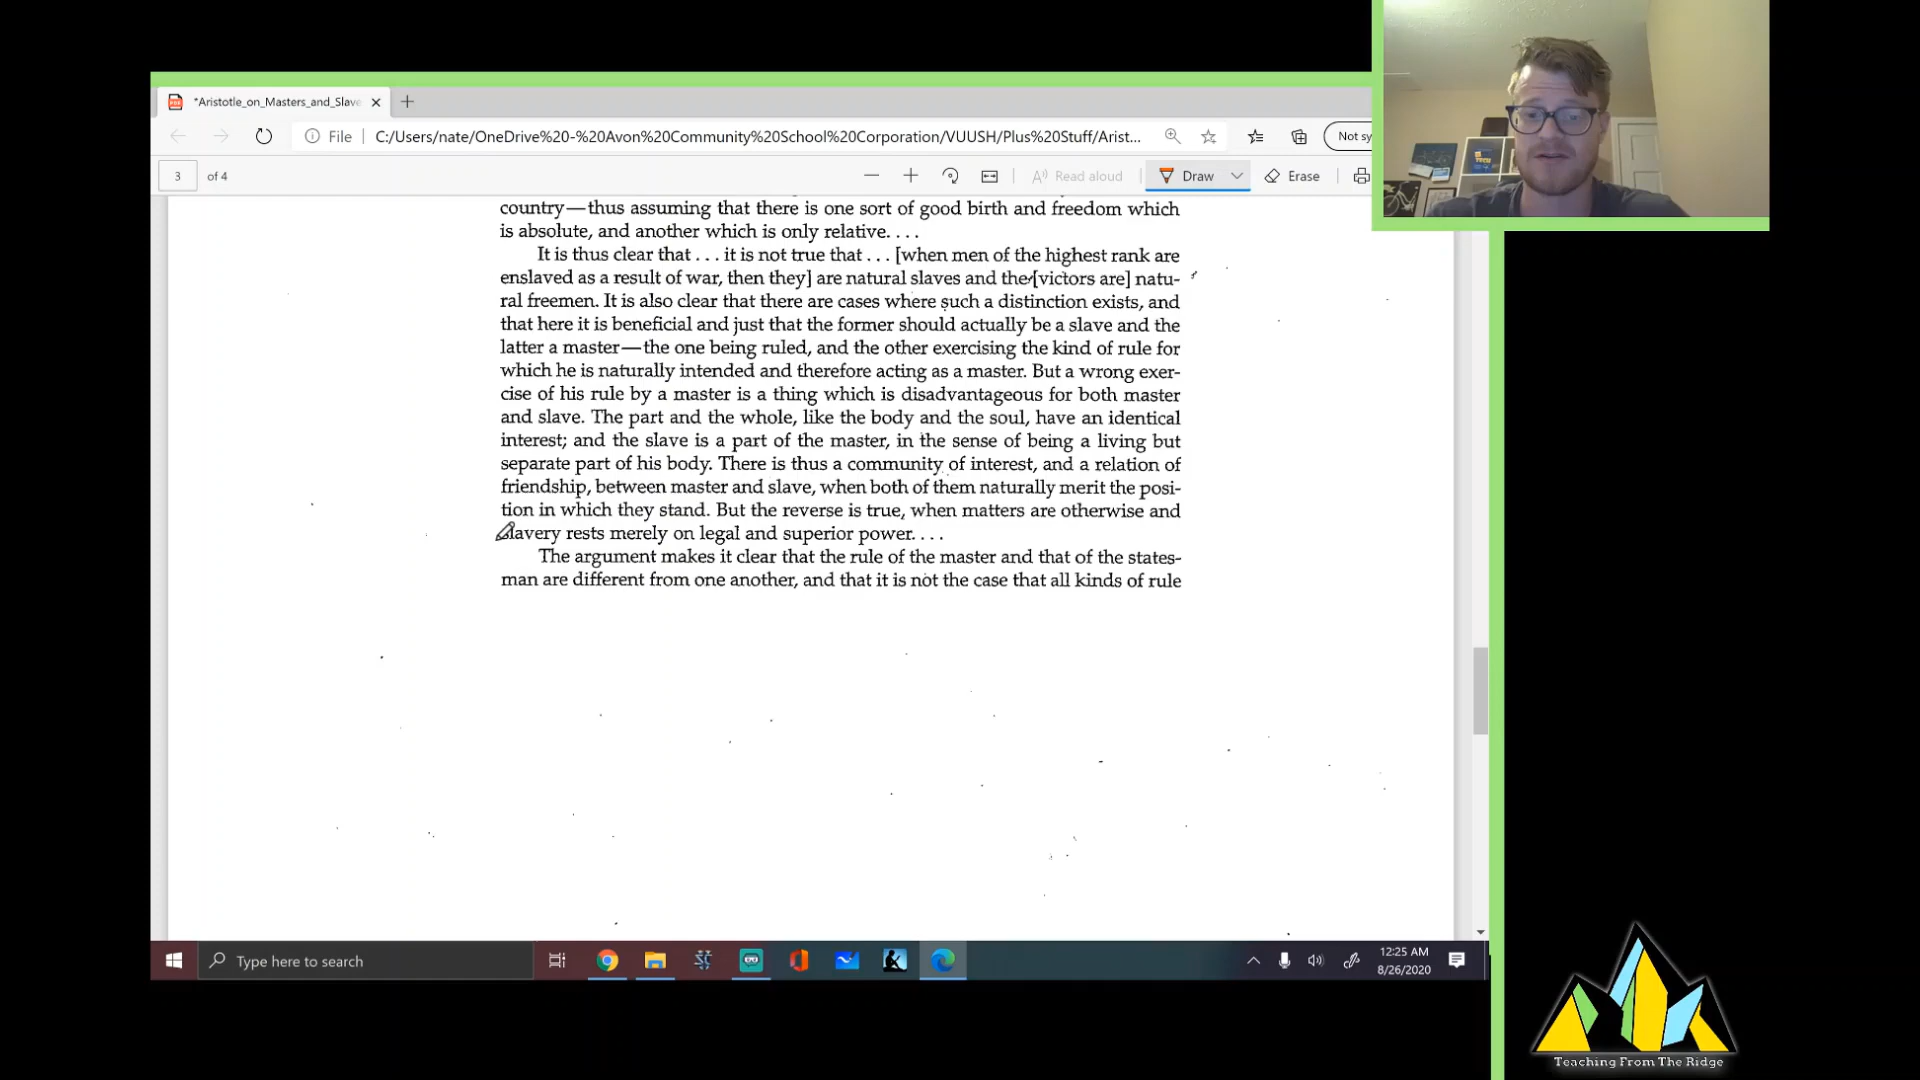 *Aristotle_on_Masters_and_Slave
File
C:/Users/nate/OneDrive%20-%20Avon%20Community%20School%20Corporation/VUUSH/Plus%20Stuff/Arist...
Not sy
3 of 4
Read aloud
Draw
Erase
country—thus assuming that there is one sort of good birth and freedom which
is absolute, and another which is only relative. . . .
It is thus clear that . . . it is not true that . . . [when men of the highest rank are
enslaved as a result of war, then they] are natural slaves and the [victors are] natu-
ral freemen. It is also clear that there are cases where such a distinction exists, and
that here it is beneficial and just that the former should actually be a slave and the
latter a master—the one being ruled, and the other exercising the kind of rule for
which he is naturally intended and therefore acting as a master. But a wrong exer-
cise of his rule by a master is a thing which is disadvantageous for both master
and slave. The part and the whole, like the body and the soul, have an identical
interest; and the slave is a part of the master, in the sense of being a living but
separate part of his body. There is thus a community of interest, and a relation of
friendship, between master and slave, when both of them naturally merit the posi-
tion in which they stand. But the reverse is true, when matters are otherwise and
slavery rests merely on legal and superior power. . . .
The argument makes it clear that the rule of the master and that of the states-
man are different from one another, and that it is not the case that all kinds of rule
Type here to search
12:25 AM
8/26/2020
Teaching From The Ridge